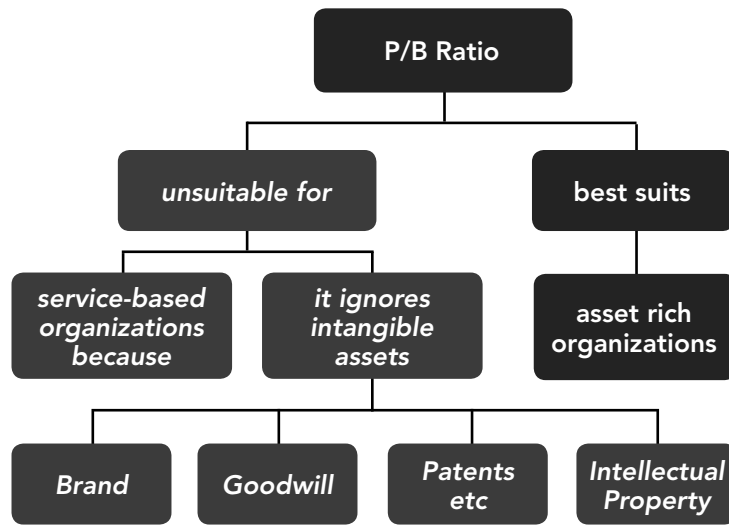 P/B Ratio
unsuitable for
best suits
service-based
organizations
because
it ignores
intangible
assets
asset rich
organizations
Brand
Goodwill
Patents
etc
Intellectual
Property